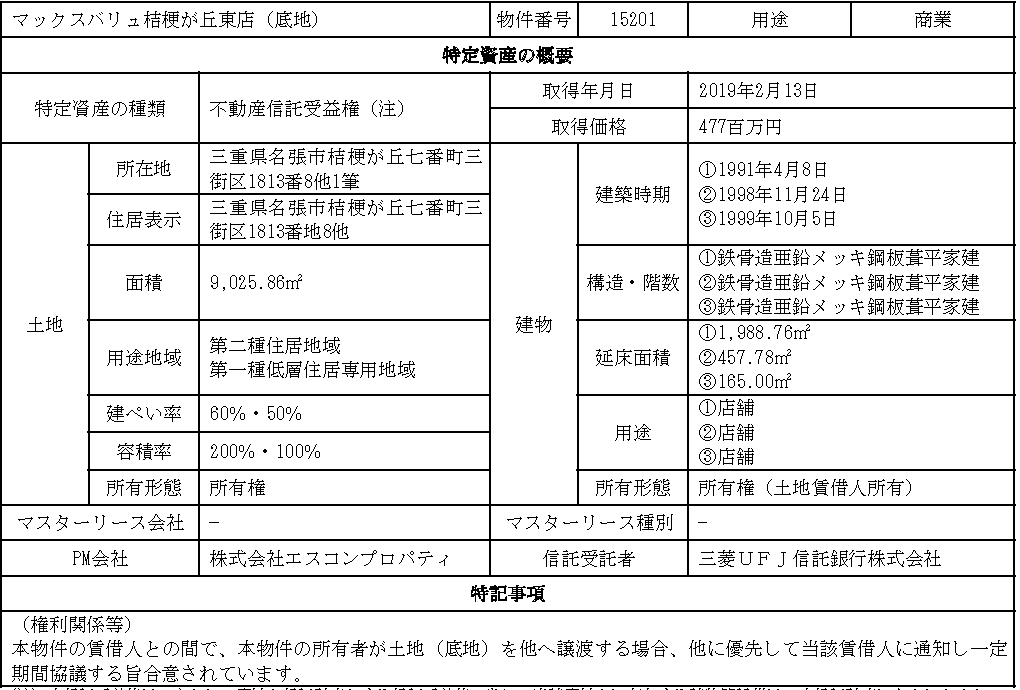 マックスバリュ桔梗が丘東店（底地） 物件番号 15201 用途 商業
特定資産の概要
特定資産の種類 不動産信託受益権（注）
取得年月日 2019年2月13日
取得価格 477百万円
土地
所在地
三重県名張市桔梗が丘七番町三
街区1813番8他1筆
住居表示
三重県名張市桔梗が丘七番町三
街区1813番地8他
面積 9,025.86㎡
用途地域
第二種住居地域
第一種低層住居専用地域
建ぺい率 60%・50%
容積率 200%・100%
所有形態 所有権
建物
建築時期
①1991年4月8日
②1998年11月24日
③1999年10月5日
構造・階数
①鉄骨造亜鉛メッキ鋼板葺平家建
②鉄骨造亜鉛メッキ鋼板葺平家建
③鉄骨造亜鉛メッキ鋼板葺平家建
延床面積
①1,988.76㎡
②457.78㎡
③165.00㎡
用途
①店舗
②店舗
③店舗
所有形態 所有権（土地賃借人所有）
マスターリース会社 － マスターリース種別 －
PM会社 株式会社エスコンプロパティ 信託受託者 三菱ＵＦＪ信託銀行株式会社
特記事項
（権利関係等）
本物件の賃借人との間で、本物件の所有者が土地（底地）を他へ譲渡する場合、他に優先して当該賃借人に通知し一定
期間協議する旨合意されています。